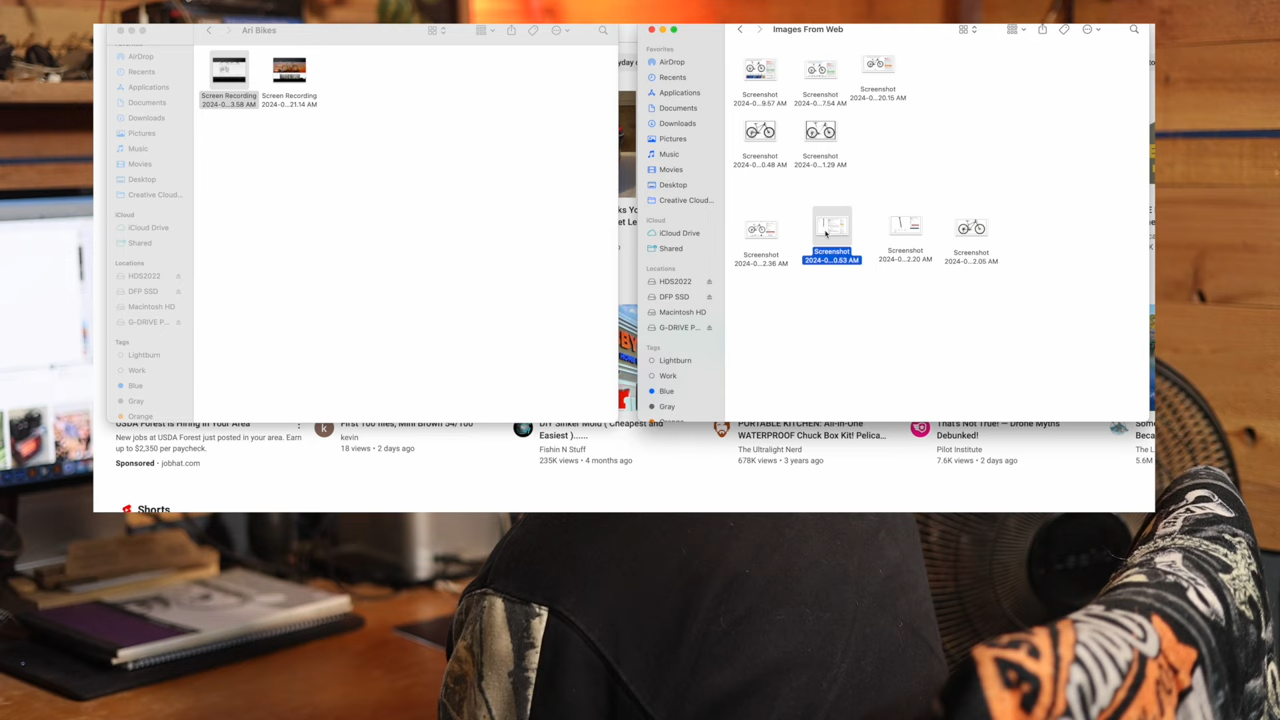 Ari Bikes
Favorites
AirDrop
Recents
Applications
Documents
Downloads
Pictures
Music
Movies
Desktop
Creative Cloud...
iCloud
iCloud Drive
Shared
Locations
HDS2022
DFP SSD
Macintosh HD
G-DRIVE P...
Tags
Lightburn
Work
Blue
Gray
Orange
Screen Recording
2024-0...3.58 AM
Screen Recording
2024-0...21.14 AM
Images From Web
Favorites
AirDrop
Recents
Applications
Documents
Downloads
Pictures
Music
Movies
Desktop
Creative Cloud...
iCloud
iCloud Drive
Shared
Locations
HDS2022
DFP SSD
Macintosh HD
G-DRIVE P...
Tags
Lightburn
Work
Blue
Gray
Screenshot
2024-0...9.57 AM
Screenshot
2024-0...7.54 AM
Screenshot
2024-0...20.15 AM
Screenshot
2024-0...0.48 AM
Screenshot
2024-0...1.29 AM
Screenshot
2024-0...2.36 AM
Screenshot
2024-0...0.53 AM
Screenshot
2024-0...2.20 AM
Screenshot
2024-0...2.05 AM
USDA Forest is Hiring in Your Area
New jobs at USDA Forest just posted in your area. Earn
up to $2,350 per paycheck.
Sponsored • jobhat.com
k
kevin
18 views • 2 days ago
DIY Sinker Mold ( Cheapest and
Easiest )......
Fishin N Stuff
235K views • 4 months ago
PORTABLE KITCHEN: All-in-One
WATERPROOF Chuck Box Kit! Pelica...
The Ultralight Nerd
678K views • 3 years ago
That's Not True! — Drone Myths
Debunked!
Pilot Institute
7.6K views • 2 days ago
5.6M
Shorts